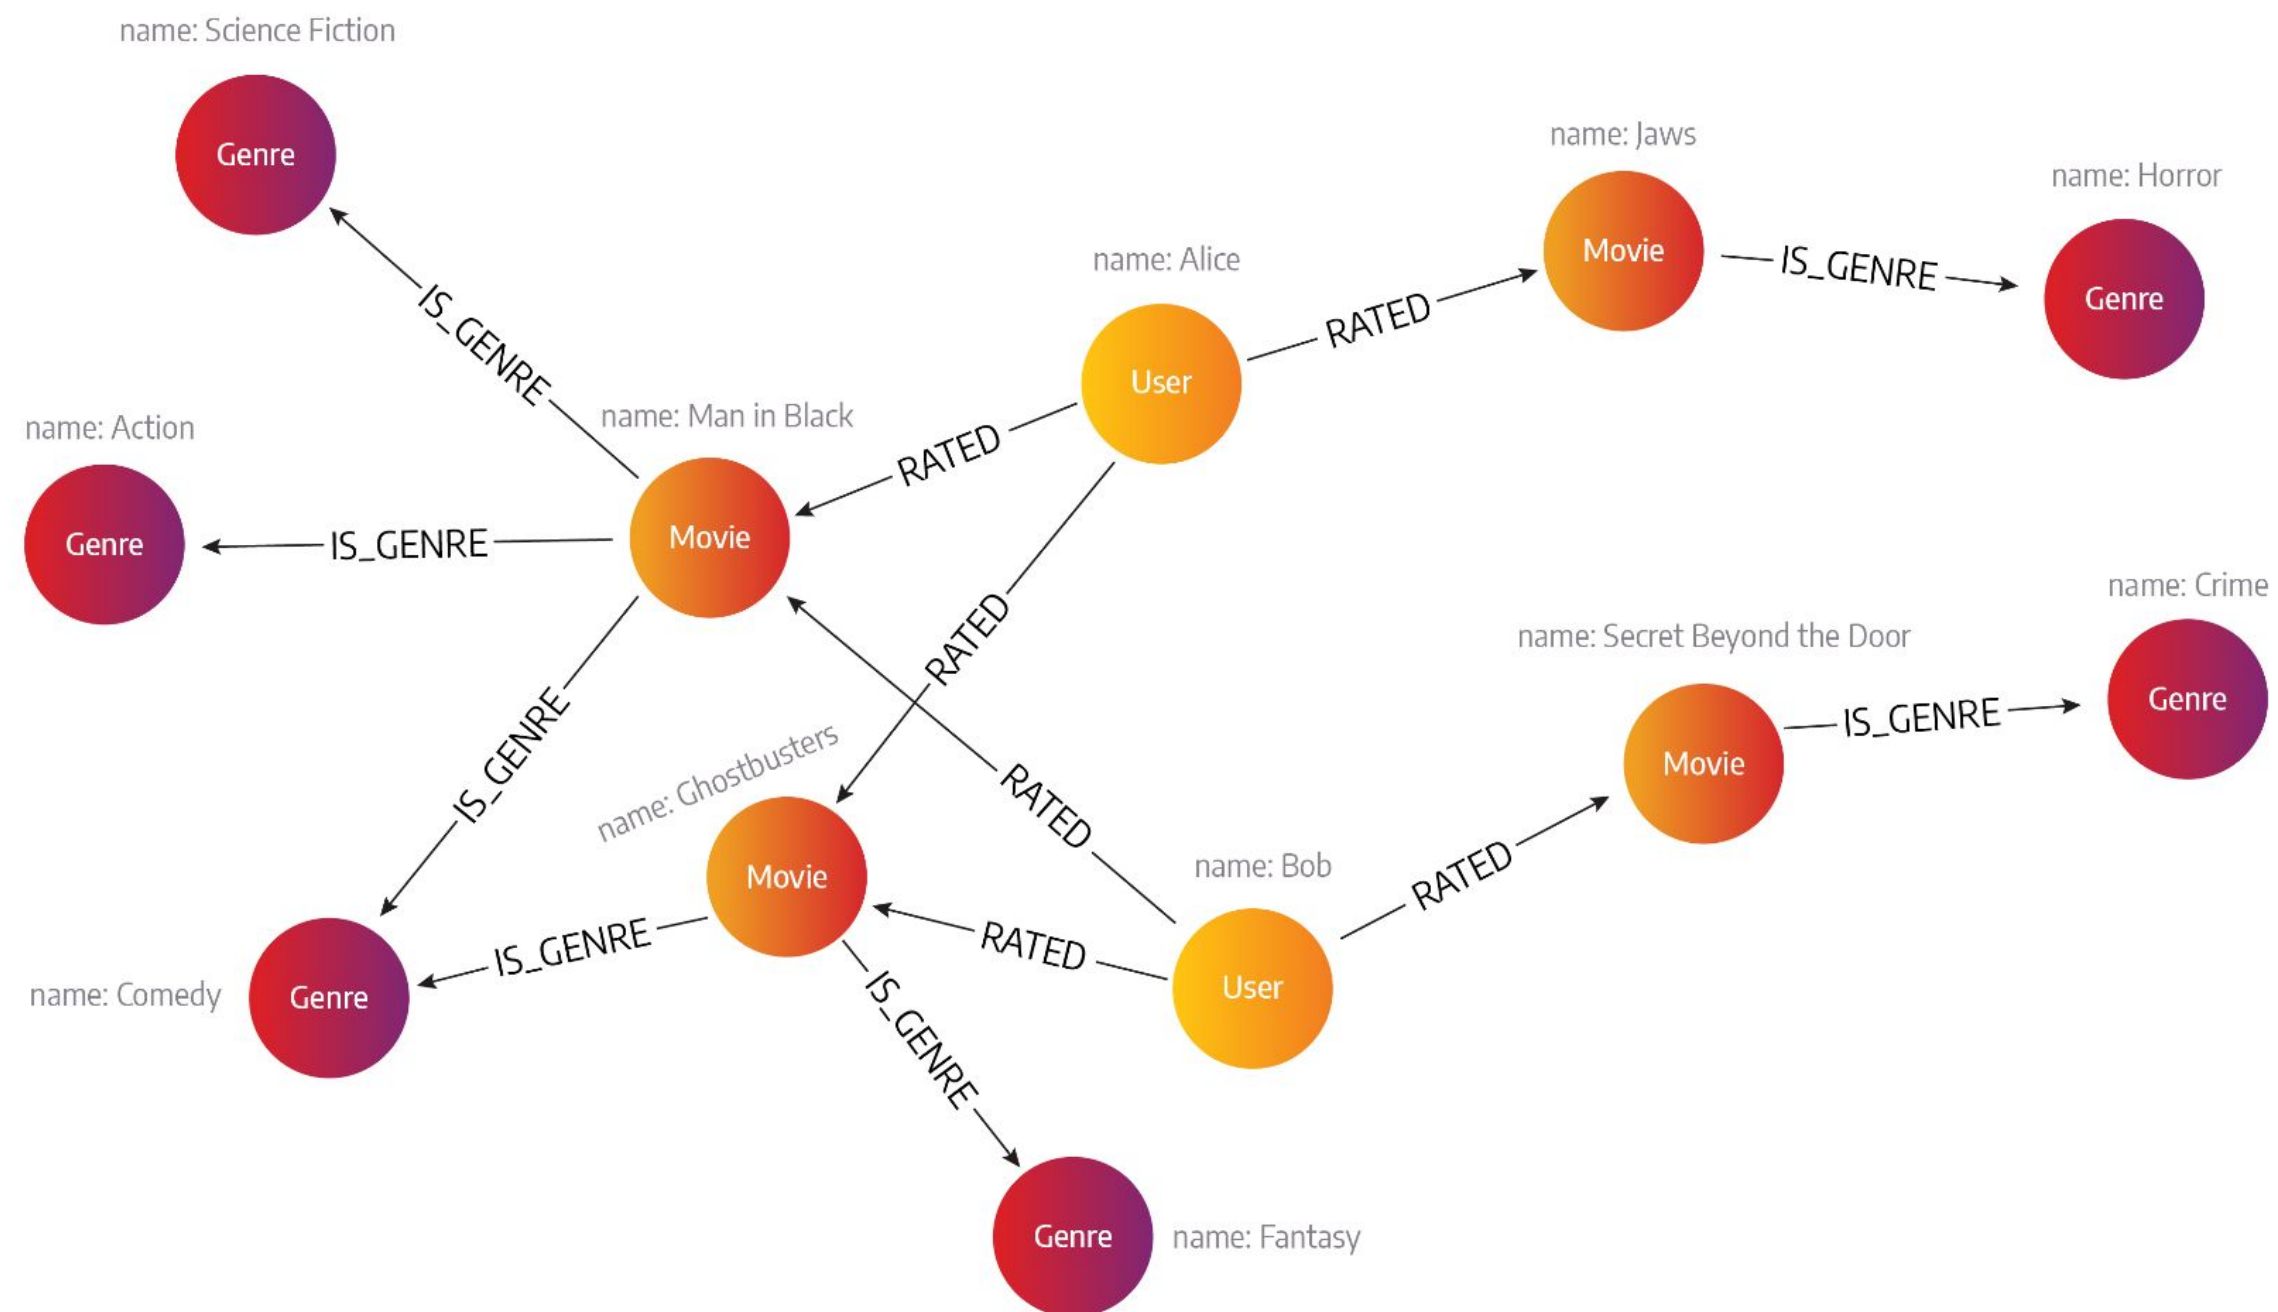 name: Science Fiction
Genre
name: Jaws
Movie
name: Horror
Genre
IS_GENRE
name: Alice
User
RATED
IS_GENRE
name: Man in Black
Movie
RATED
name: Action
Genre
IS_GENRE
RATED
name: Crime
Genre
name: Secret Beyond the Door
Movie
IS_GENRE
IS_GENRE
name: Ghostbusters
Movie
RATED
name: Bob
User
RATED
RATED
IS_GENRE
name: Comedy
Genre
IS_GENRE
Genre
name: Fantasy